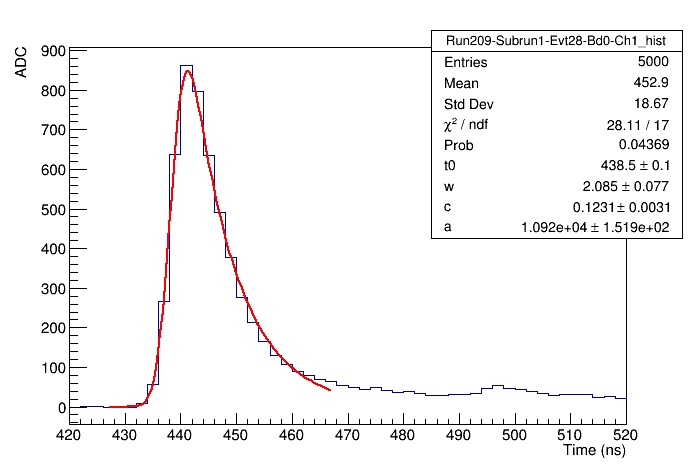 Run209-Subrun1-Evt28-Bd0-Ch1_hist
Entries 5000
Mean 452.9
Std Dev 18.67
χ² / ndf 28.11 / 17
Prob 0.04369
t0 438.5 ± 0.1
w 2.085 ± 0.077
c 0.1231 ± 0.0031
a 1.092e+04 ± 1.519e+02
ADC
900
800
700
600
500
400
300
200
100
0
420 430 440 450 460 470 480 490 500 510 520
Time (ns)